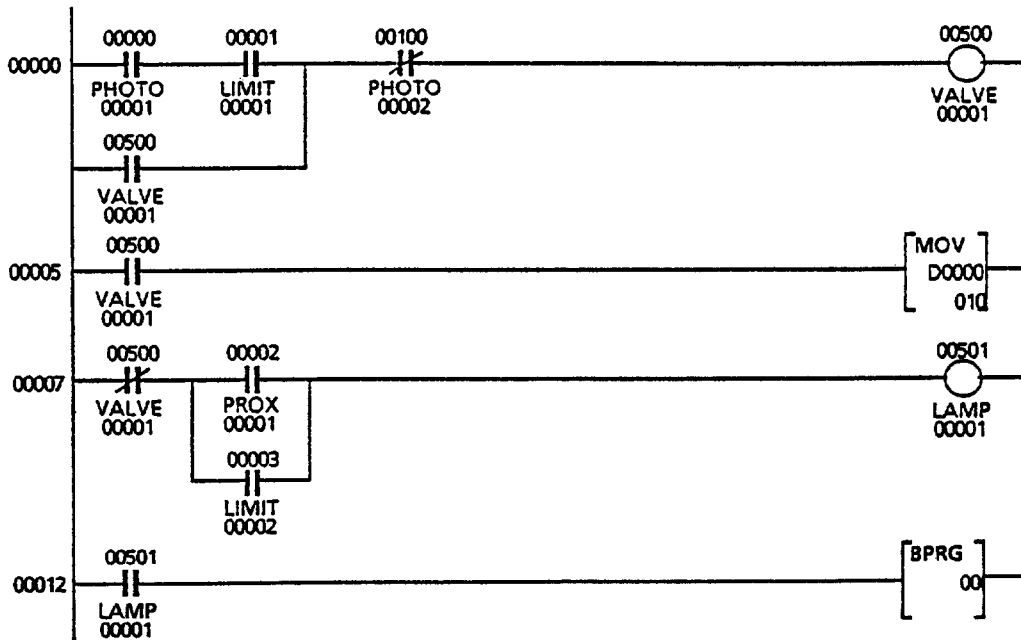 00000 00001 00100 00500
00000
PHOTO LIMIT PHOTO VALVE
00001 00001 00002 00001
00500
VALVE
00001
00500 MOV
00005 D0000
VALVE 010
00001
00500 00002 00501
00007
VALVE PROX LAMP
00001 00001 00001
00003
LIMIT
00002
00501 BPRG
00012 00
LAMP
00001